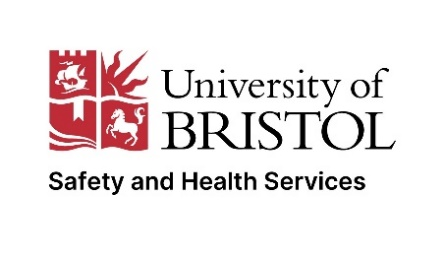 University of
BRISTOL
Safety and Health Services